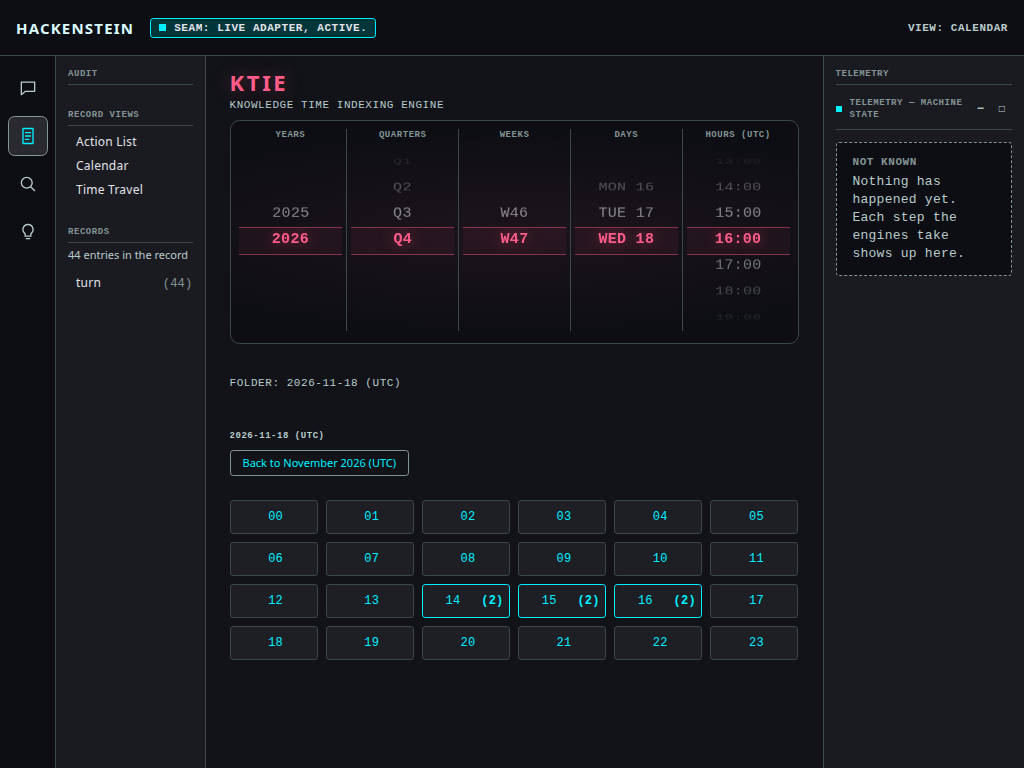 HACKENSTEIN
SEAM: LIVE ADAPTER, ACTIVE.
VIEW: CALENDAR
AUDIT
RECORD VIEWS
Action List
Calendar
Time Travel
RECORDS
44 entries in the record
turn (44)
KTIE
KNOWLEDGE TIME INDEXING ENGINE
YEARS QUARTERS WEEKS DAYS HOURS (UTC)
Q1 13:00
Q2 MON 16 14:00
2025 Q3 W46 TUE 17 15:00
2026 Q4 W47 WED 18 16:00
17:00
18:00
19:00
FOLDER: 2026-11-18 (UTC)
2026-11-18 (UTC)
Back to November 2026 (UTC)
00 01 02 03 04 05
06 07 08 09 10 11
12 13 14 (2) 15 (2) 16 (2) 17
18 19 20 21 22 23
TELEMETRY
TELEMETRY — MACHINE
STATE
NOT KNOWN
Nothing has
happened yet.
Each step the
engines take
shows up here.